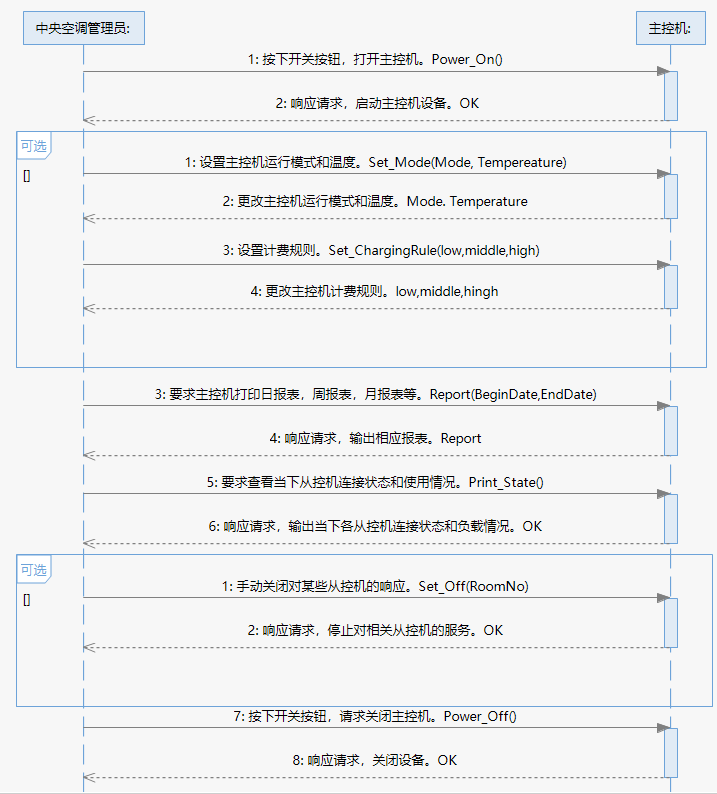 中央空调管理员:
主控机:
1: 按下开关按钮，打开主控机。Power_On()
2: 响应请求，启动主控机设备。OK
可选
[]
1: 设置主控机运行模式和温度。Set_Mode(Mode, Tempereature)
2: 更改主控机运行模式和温度。Mode. Temperature
3: 设置计费规则。Set_ChargingRule(low,middle,high)
4: 更改主控机计费规则。low,middle,hingh
3: 要求主控机打印日报表，周报表，月报表等。Report(BeginDate,EndDate)
4: 响应请求，输出相应报表。Report
5: 要求查看当下从控机连接状态和使用情况。Print_State()
6: 响应请求，输出当下各从控机连接状态和负载情况。OK
可选
[]
1: 手动关闭对某些从控机的响应。Set_Off(RoomNo)
2: 响应请求，停止对相关从控机的服务。OK
7: 按下开关按钮，请求关闭主控机。Power_Off()
8: 响应请求，关闭设备。OK